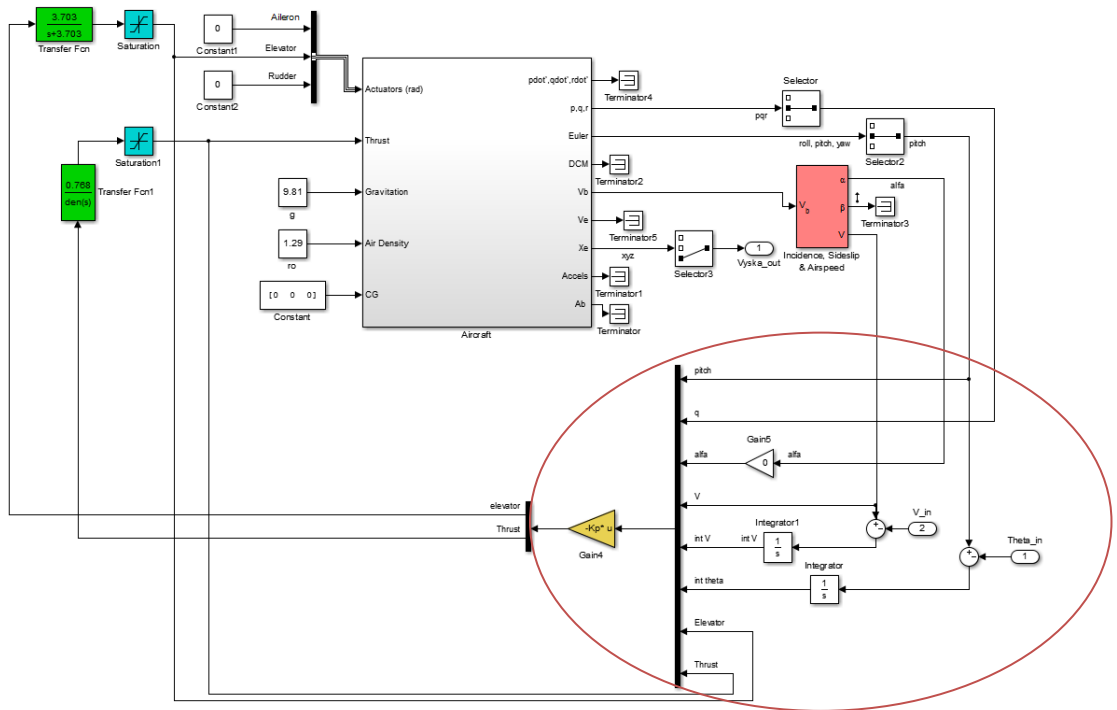 3.703
s+3.703
Transfer Fcn
Saturation
0
Constant1
0
Constant2
Aileron
Elevator
Rudder
Saturation1
0,768
den(s)
Transfer Fcn1
9.81
g
1.29
ro
[0 0 0]
Constant
Actuators (rad)
Thrust
Gravitation
Air Density
CG
pdot',qdot',rdot'
p,q,r
Euler
DCM
Vb
Ve
Xe
Accels
Ab
Aircraft
Terminator4
Terminator2
Terminator5
xyz
Terminator1
Terminator
Selector
pqr
roll, pitch, yaw
Selector2
pitch
Selector3
1
Vyska_out
Vb
α
β
V
Incidence, Sideslip
& Airspeed
alfa
Terminator3
pitch
q
alfa
Gain5
0
alfa
V
int V
int V
Integrator1
1
s
int theta
Integrator
1
s
Elevator
Thrust
+
−
V_in
2
+
−
Theta_in
1
elevator
Thrust
-Kp* u
Gain4